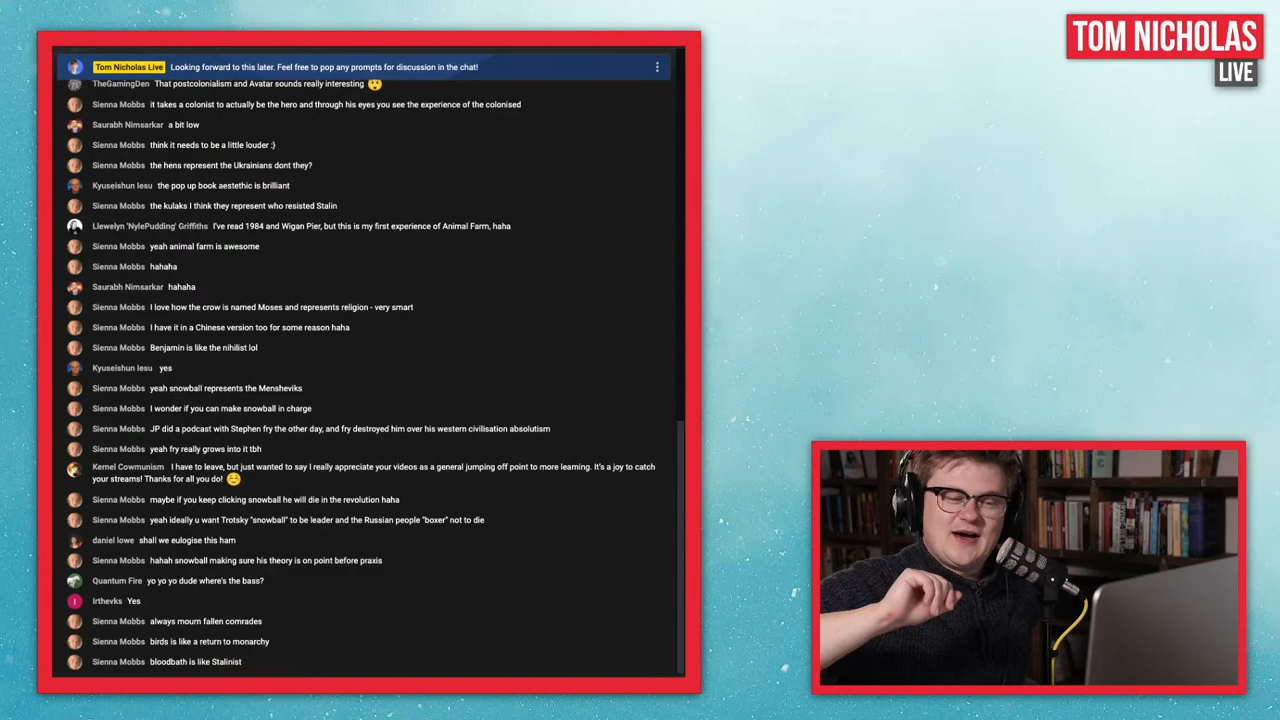 TOM NICHOLAS
LIVE
Tom Nicholas Live Looking forward to this later. Feel free to pop any prompts for discussion in the chat!
TheGamingDen That postcolonialism and Avatar sounds really interesting 😲
Sienna Mobbs it takes a colonist to actually be the hero and through his eyes you see the experience of the colonised
Saurabh Nimsarkar a bit low
Sienna Mobbs think it needs to be a little louder :}
Sienna Mobbs the hens represent the Ukrainians dont they?
Kyuseishun Iesu the pop up book aestethic is brilliant
Sienna Mobbs the kulaks I think they represent who resisted Stalin
Llewelyn 'NylePudding' Griffiths I've read 1984 and Wigan Pier, but this is my first experience of Animal Farm, haha
Sienna Mobbs yeah animal farm is awesome
Sienna Mobbs hahaha
Saurabh Nimsarkar hahaha
Sienna Mobbs I love how the crow is named Moses and represents religion - very smart
Sienna Mobbs I have it in a Chinese version too for some reason haha
Sienna Mobbs Benjamin is like the nihilist lol
Kyuseishun Iesu yes
Sienna Mobbs yeah snowball represents the Mensheviks
Sienna Mobbs I wonder if you can make snowball in charge
Sienna Mobbs JP did a podcast with Stephen fry the other day, and fry destroyed him over his western civilisation absolutism
Sienna Mobbs yeah fry really grows into it tbh
Kernel Cowmunism I have to leave, but just wanted to say I really appreciate your videos as a general jumping off point to more learning. It's a joy to catch
your streams! Thanks for all you do! ☺️
Sienna Mobbs maybe if you keep clicking snowball he will die in the revolution haha
Sienna Mobbs yeah ideally u want Trotsky "snowball" to be leader and the Russian people "boxer" not to die
daniel lowe shall we eulogise this ham
Sienna Mobbs hahah snowball making sure his theory is on point before praxis
Quantum Fire yo yo yo dude where's the bass?
I Irthevks Yes
Sienna Mobbs always mourn fallen comrades
Sienna Mobbs birds is like a return to monarchy
Sienna Mobbs bloodbath is like Stalinist